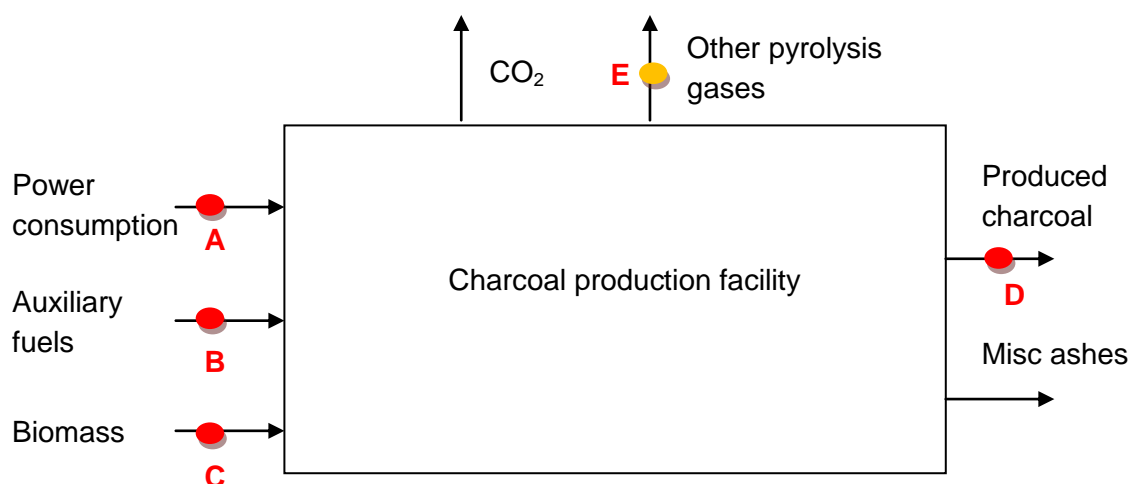 CO₂
E
Other pyrolysis
gases
Power
consumption
A
Produced
charcoal
D
Charcoal production facility
Auxiliary
fuels
B
Misc ashes
Biomass
C